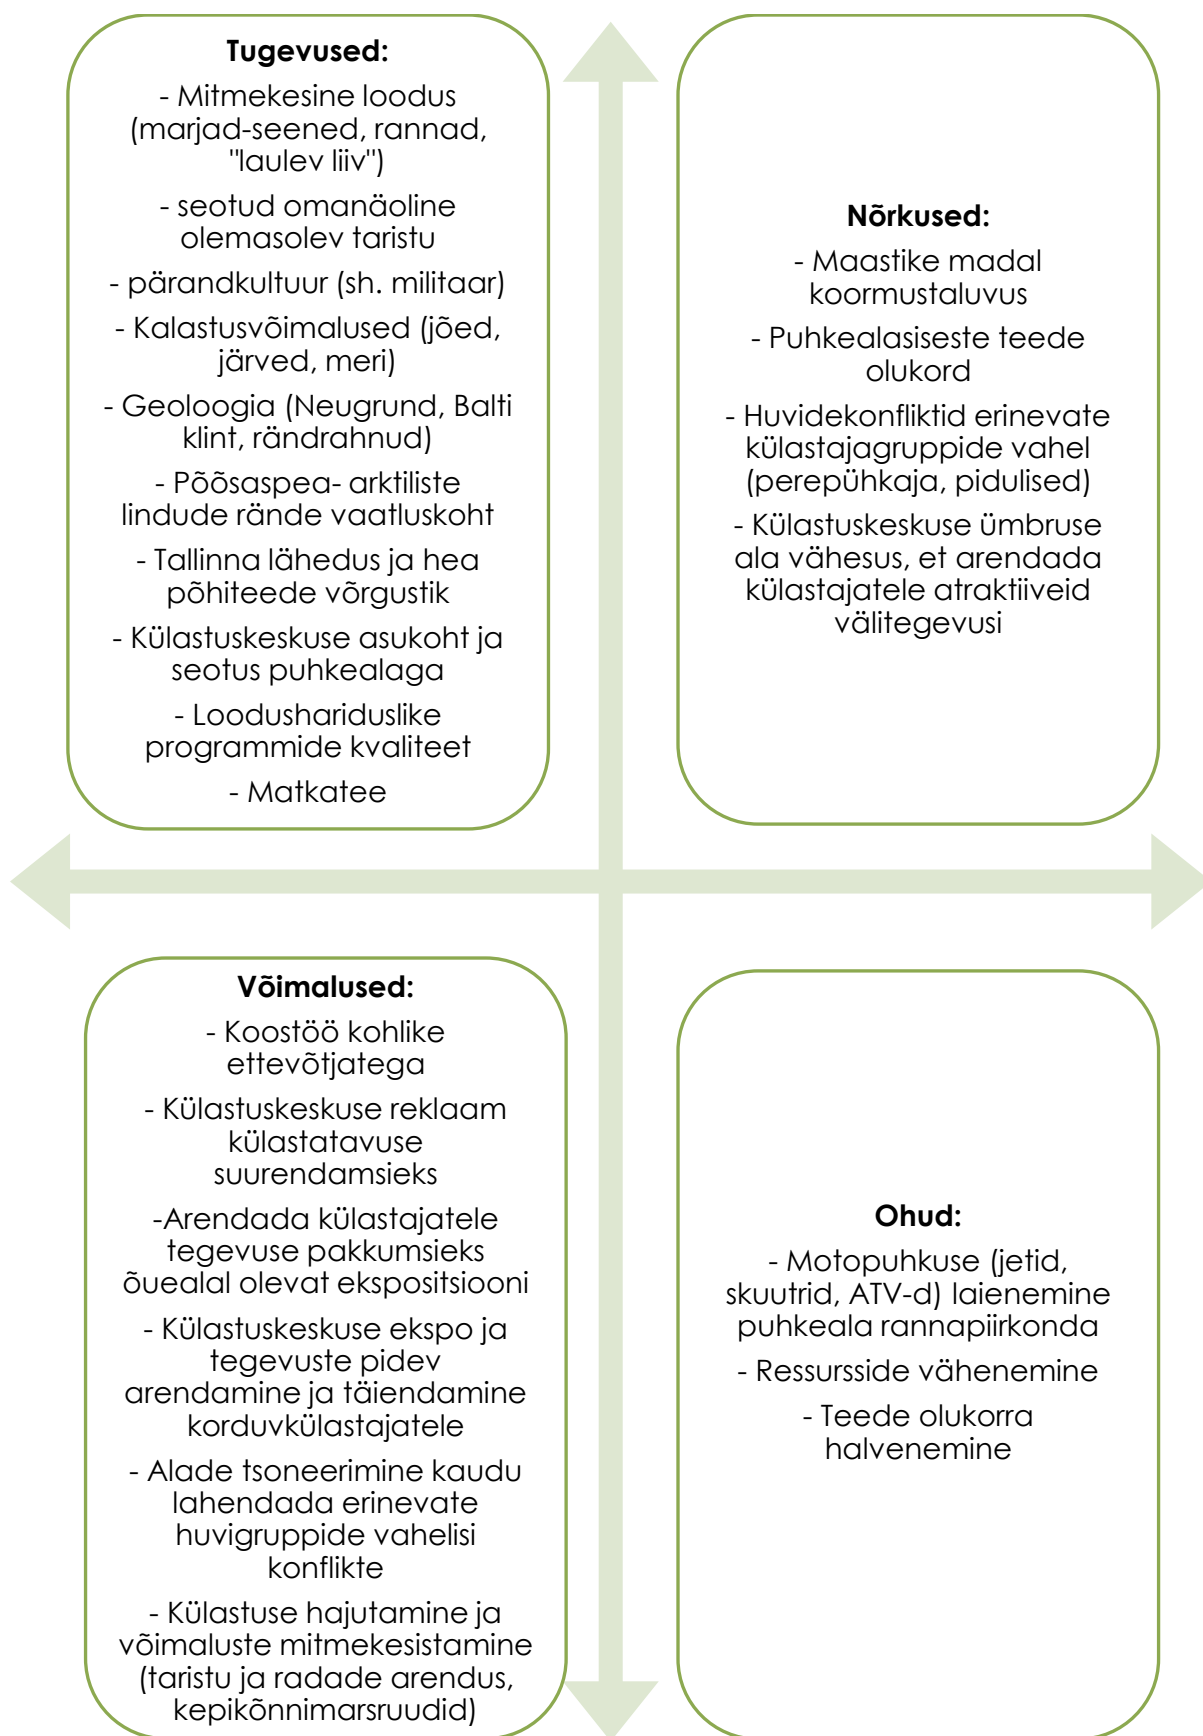 Tugevused:
- Mitmekesine loodus
(marjad-seened, rannad,
"laulev liiv")
- seotud omanäoline
olemasolev taristu
- pärandkultuur (sh. militaar)
- Kalastusvõimalused (jõed,
järved, meri)
- Geoloogia (Neugrund, Balti
klint, rändrahnud)
- Põõsaspea- arktiliste
lindude rände vaatluskoht
- Tallinna lähedus ja hea
põhiteede võrgustik
- Külastuskeskuse asukoht ja
seotus puhkealaga
- Loodushariduslike
programmide kvaliteet
- Matkatee
Nõrkused:
- Maastike madal
koormustaluvus
- Puhkealasiseste teede
olukord
- Huvidekonfliktid erinevate
külastajagruppide vahel
(perepühkaja, pidulised)
- Külastuskeskuse ümbruse
ala vähesus, et arendada
külastajatele atraktiiveid
välitegevusi
Võimalused:
- Koostöö kohlike
ettevõtjatega
- Külastuskeskuse reklaam
külastatavuse
suurendamsieks
-Arendada külastajatele
tegevuse pakkumsieks
õuealal olevat ekspositsiooni
- Külastuskeskuse ekspo ja
tegevuste pidev
arendamine ja täiendamine
korduvkülastajatele
- Alade tsoneerimine kaudu
lahendada erinevate
huvigruppide vahelisi
konflikte
- Külastuse hajutamine ja
võimaluste mitmekesistamine
(taristu ja radade arendus,
kepikõnnimarsruudid)
Ohud:
- Motopuhkuse (jetid,
skuutrid, ATV-d) laienemine
puhkeala rannapiirkonda
- Ressursside vähenemine
- Teede olukorra
halvenemine